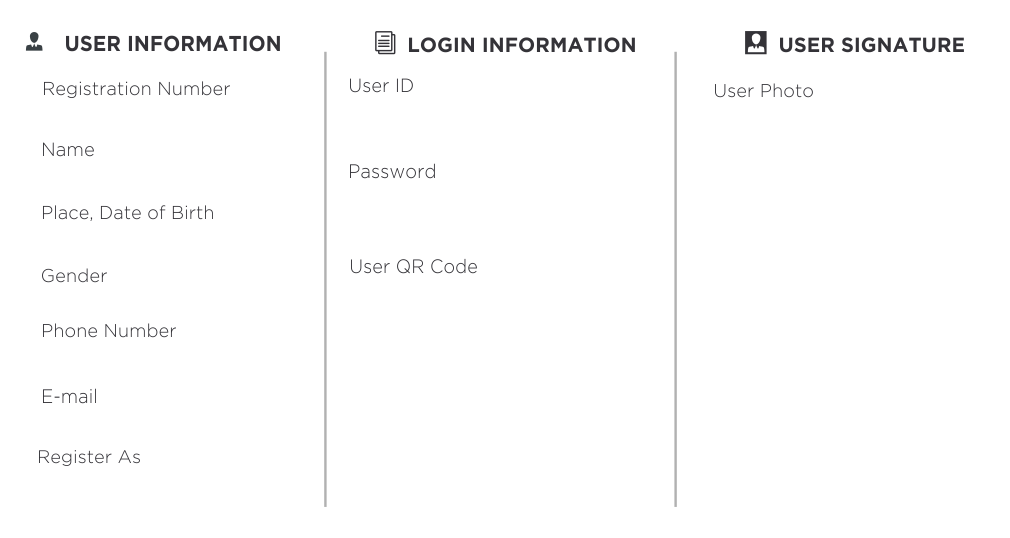 USER INFORMATION
Registration Number
Name
Place, Date of Birth
Gender
Phone Number
E-mail
Register As
LOGIN INFORMATION
User ID
Password
User QR Code
USER SIGNATURE
User Photo